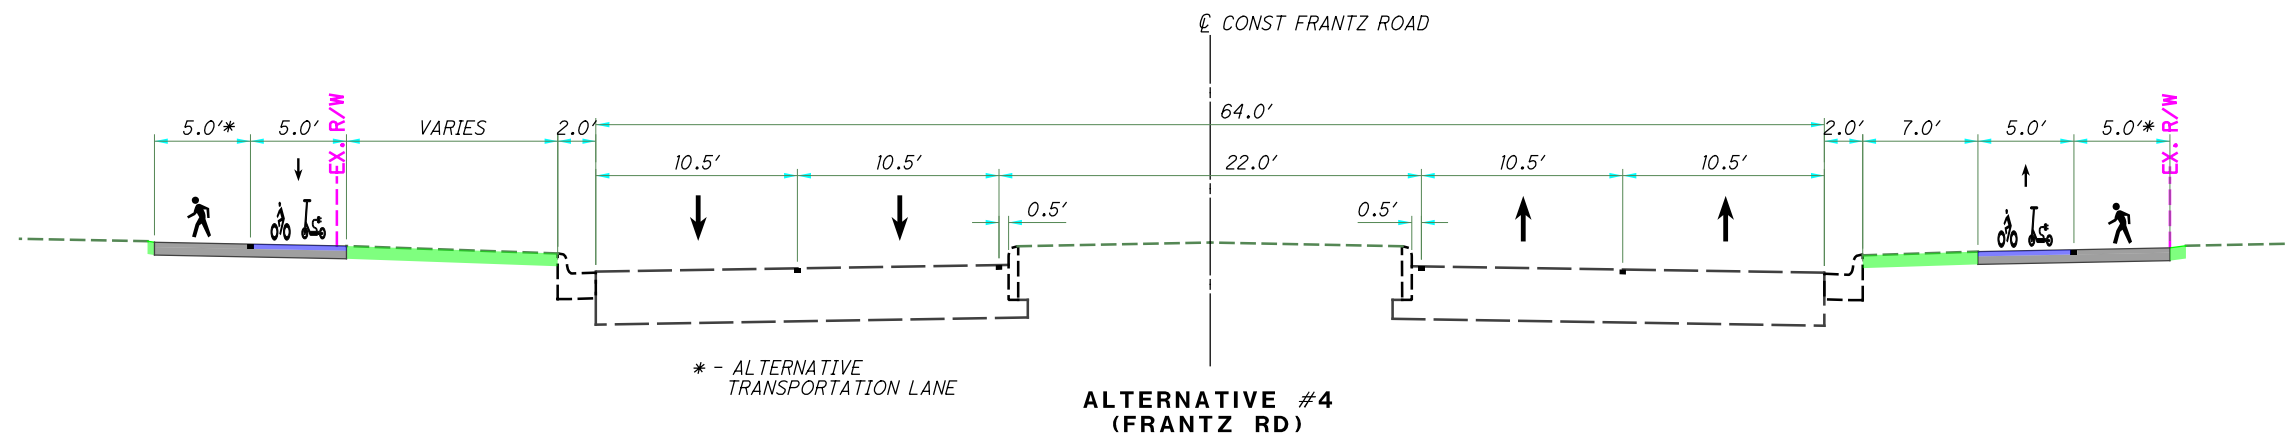 ℄ CONST FRANTZ ROAD
EX. R/W
EX. R/W
64.0'
5.0'* 5.0' VARIES 2.0' 2.0' 7.0' 5.0' 5.0'*
10.5' 10.5' 22.0' 10.5' 10.5'
0.5' 0.5'
* - ALTERNATIVE
TRANSPORTATION LANE
ALTERNATIVE #4
(FRANTZ RD)